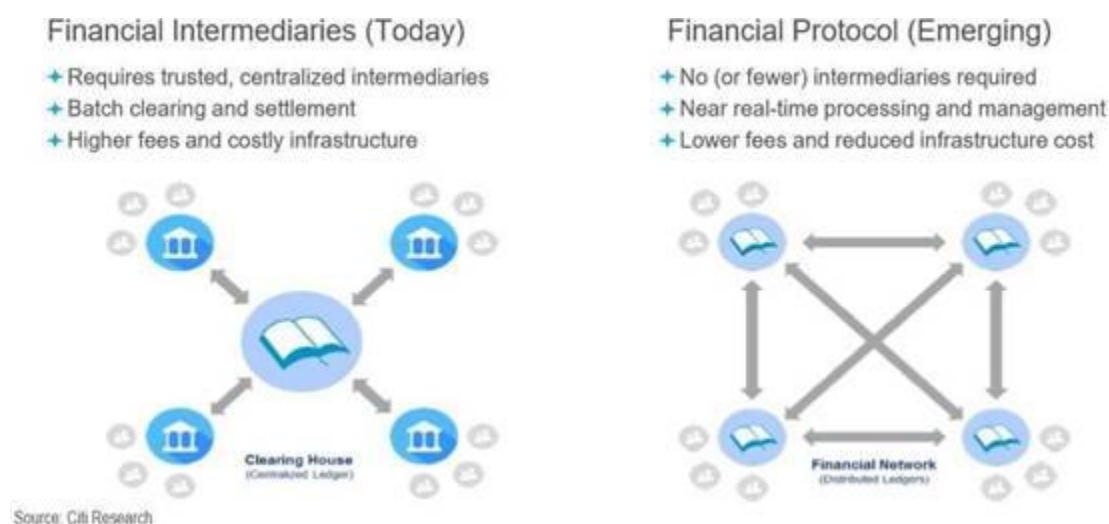 Financial Intermediaries (Today)
Requires trusted, centralized intermediaries
Batch clearing and settlement
Higher fees and costly infrastructure
Clearing House
(Centralized Ledger)
Financial Protocol (Emerging)
No (or fewer) intermediaries required
Near real-time processing and management
Lower fees and reduced infrastructure cost
Financial Network
(Distributed Ledgers)
Source: Citi Research